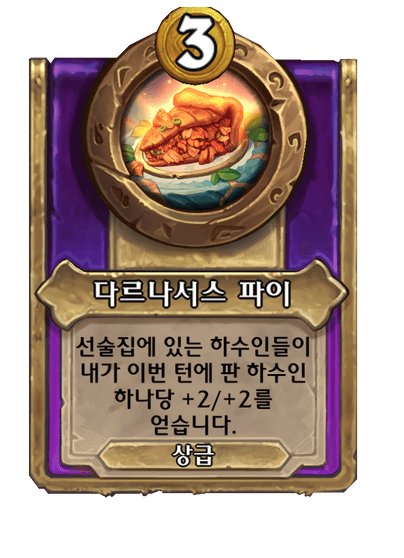 3
다르나서스 파이
선술집에 있는 하수인들이
내가 이번 턴에 판 하수인
하나당 +2/+2를
얻습니다.
상급